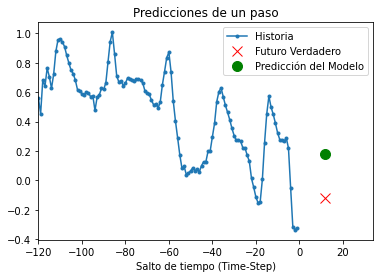 Predicciones de un paso
Historia
Futuro Verdadero
Predicción del Modelo
1.0
0.8
0.6
0.4
0.2
0.0
−0.2
−0.4
−120 −100 −80 −60 −40 −20 0 20
Salto de tiempo (Time-Step)